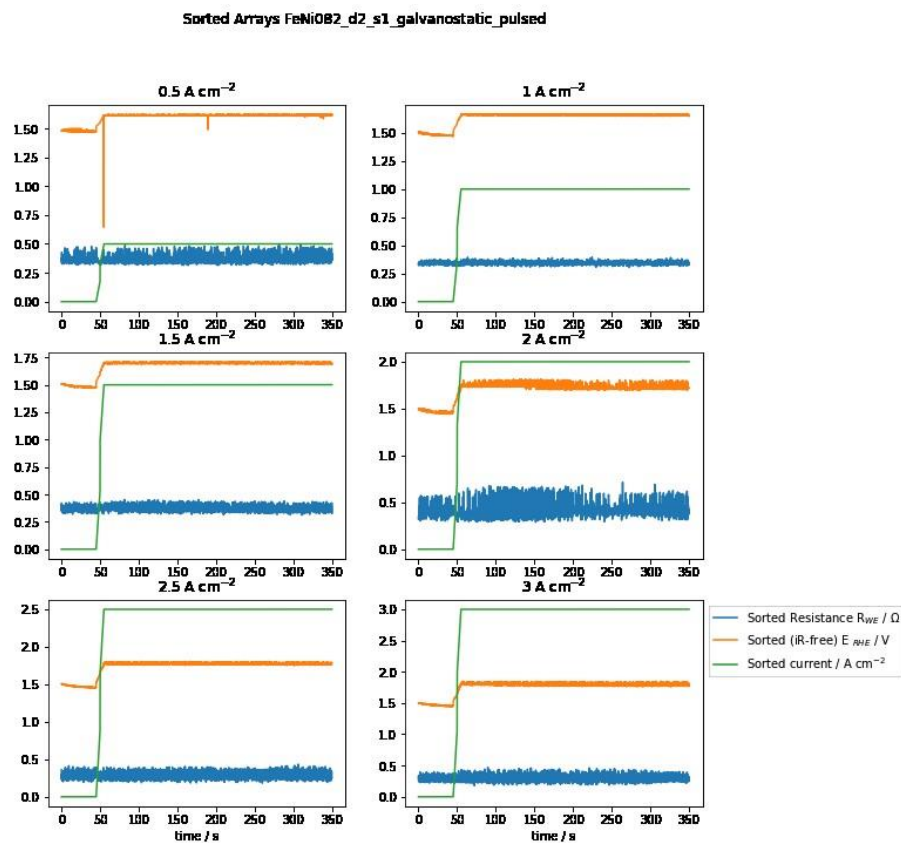 Sorted Arrays FeNi082_d2_s1_galvanostatic_pulsed
0.5 A cm⁻²
1 A cm⁻²
1.50
1.25
1.00
0.75
0.50
0.25
0.00
0 50 100 150 200 250 300 350
1.50
1.25
1.00
0.75
0.50
0.25
0.00
0 50 100 150 200 250 300 350
1.5 A cm⁻²
2 A cm⁻²
1.75
1.50
1.25
1.00
0.75
0.50
0.25
0.00
0 50 100 150 200 250 300 350
2.0
1.5
1.0
0.5
0.0
0 50 100 150 200 250 300 350
2.5 A cm⁻²
3 A cm⁻²
2.5
2.0
1.5
1.0
0.5
0.0
0 50 100 150 200 250 300 350
time / s
3.0
2.5
2.0
1.5
1.0
0.5
0.0
0 50 100 150 200 250 300 350
time / s
Sorted Resistance R_WE / Ω
Sorted (iR-free) E _RHE / V
Sorted current / A cm⁻²